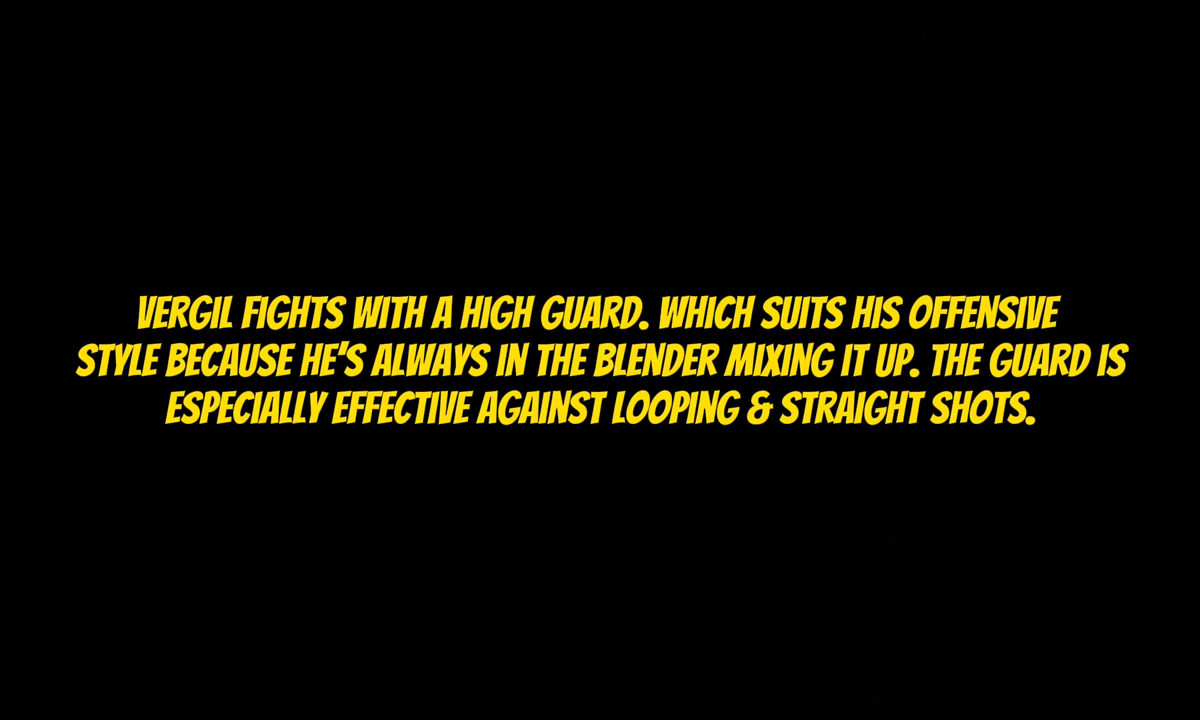 VERGIL FIGHTS WITH A HIGH GUARD. WHICH SUITS HIS OFFENSIVE
STYLE BECAUSE HE'S ALWAYS IN THE BLENDER MIXING IT UP. THE GUARD IS
ESPECIALLY EFFECTIVE AGAINST LOOPING & STRAIGHT SHOTS.